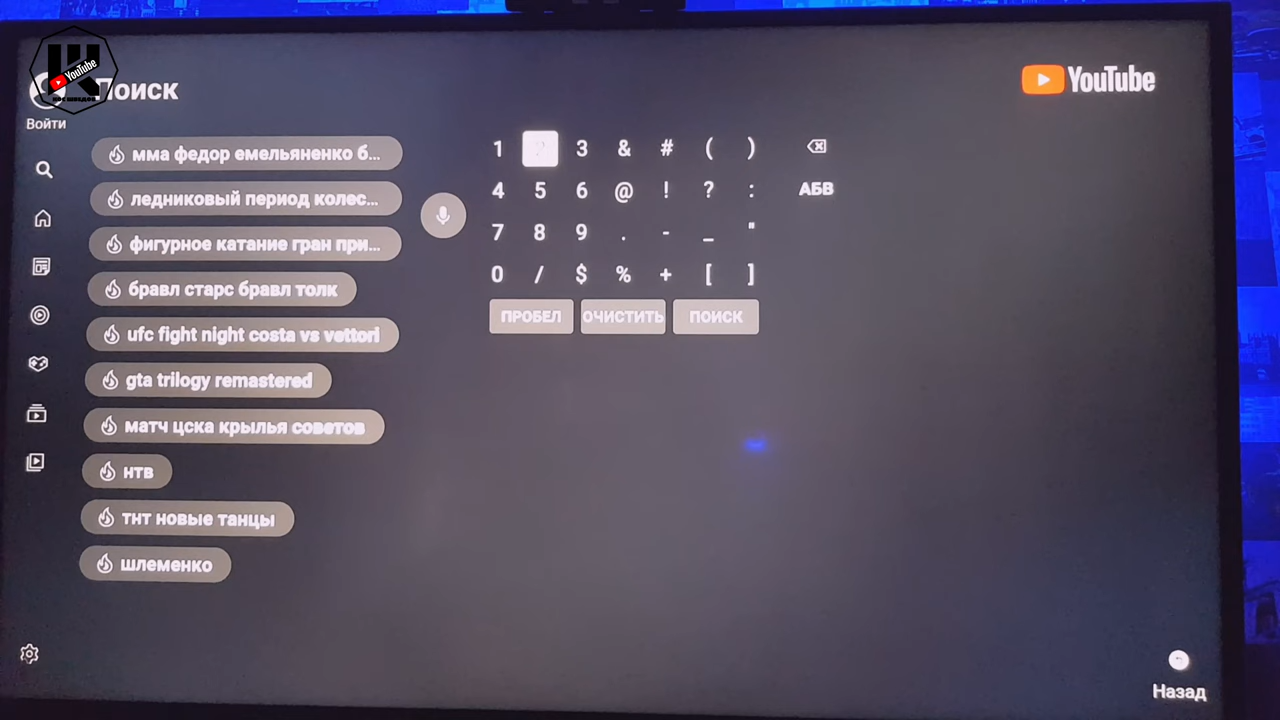 YouTube
Поиск
YouTube
Войти
мма федор емельяненко б...
ледниковый период колес...
фигурное катание гран при...
бравл старс бравл толк
ufc fight night costa vs vettori
gta trilogy remastered
матч цска крылья советов
нтв
тнт новые танцы
шлеменко
1 2 3 & # ( )
4 5 6 @ ! ? : АБВ
7 8 9 . - _ "
0 / $ % + [ ]
ПРОБЕЛ ОЧИСТИТЬ ПОИСК
Назад